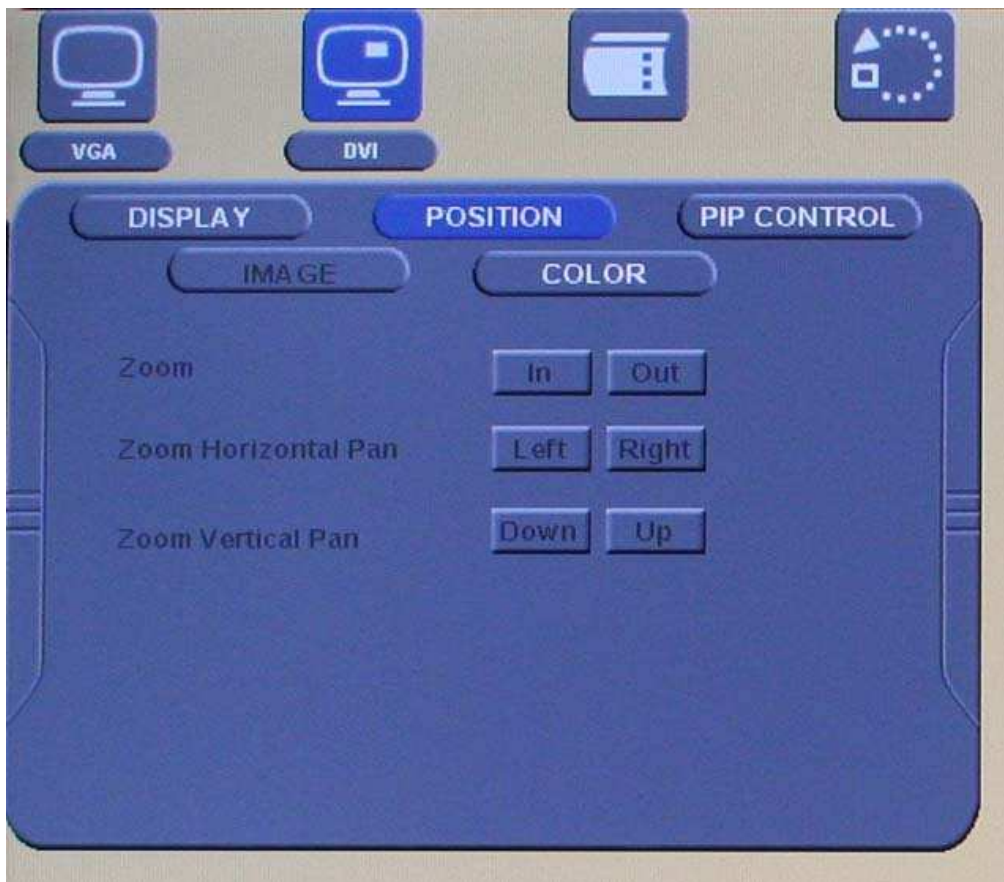 VGA DVI
DISPLAY POSITION PIP CONTROL
IMAGE COLOR
Zoom In Out
Zoom Horizontal Pan Left Right
Zoom Vertical Pan Down Up